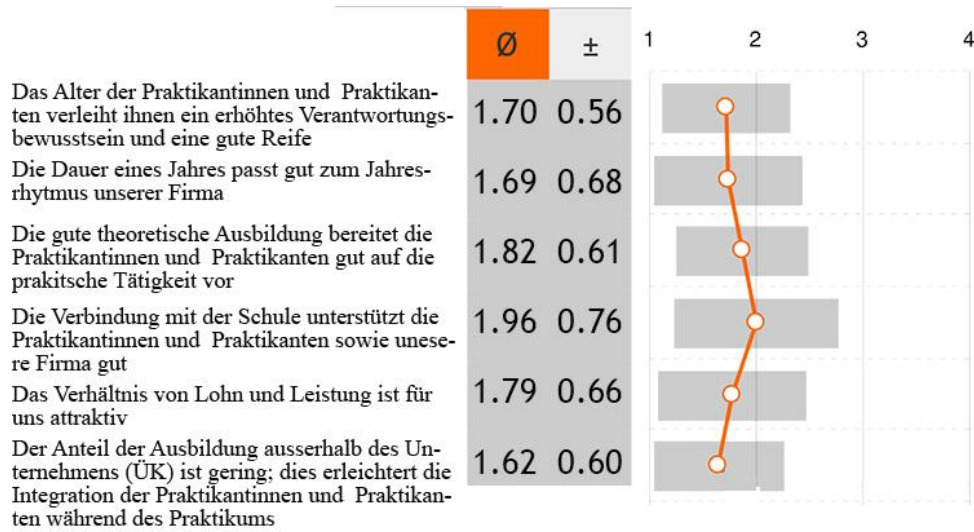 Ø ± 1 2 3 4
Das Alter der Praktikantinnen und Praktikan-
ten verleiht ihnen ein erhöhtes Verantwortungs-
bewusstsein und eine gute Reife
1.70 0.56
Die Dauer eines Jahres passt gut zum Jahres-
rhytmus unserer Firma
1.69 0.68
Die gute theoretische Ausbildung bereitet die
Praktikantinnen und Praktikanten gut auf die
prakitsche Tätigkeit vor
1.82 0.61
Die Verbindung mit der Schule unterstützt die
Praktikantinnen und Praktikanten sowie unese-
re Firma gut
1.96 0.76
Das Verhältnis von Lohn und Leistung ist für
uns attraktiv
1.79 0.66
Der Anteil der Ausbildung ausserhalb des Un-
ternehmens (ÜK) ist gering; dies erleichtert die
Integration der Praktikantinnen und Praktikan-
ten während des Praktikums
1.62 0.60